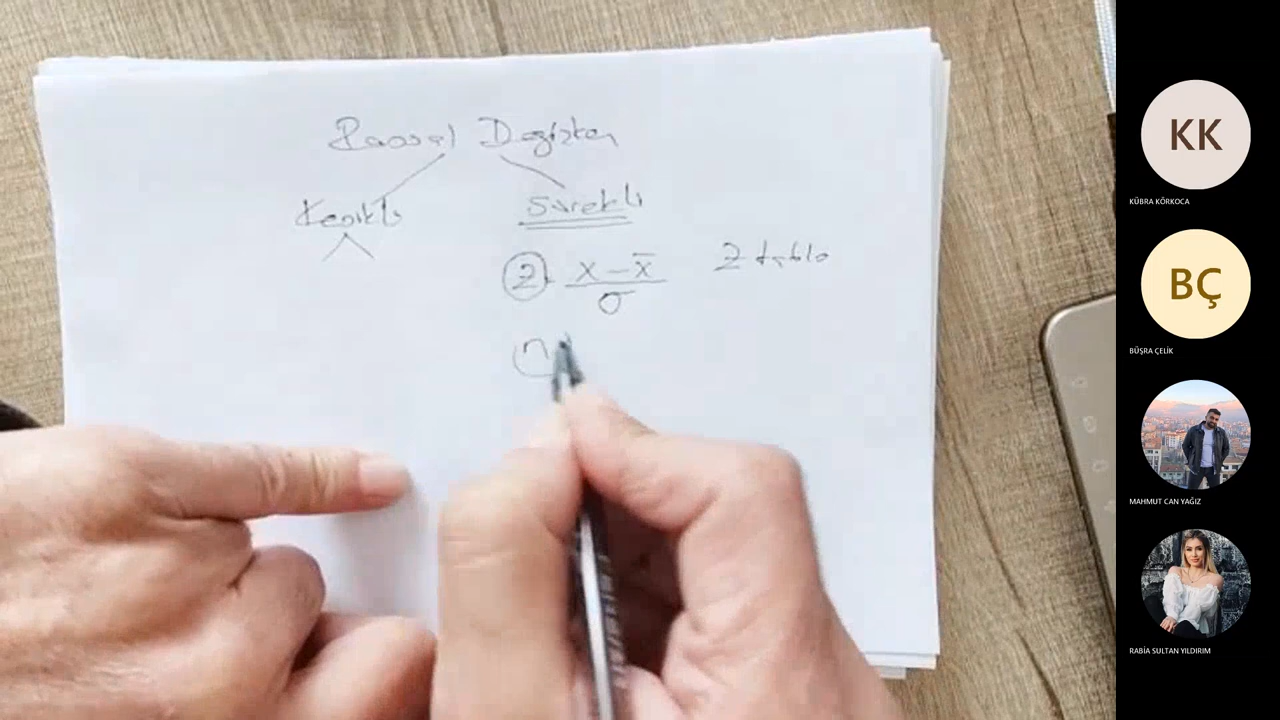 Rassal Değişken
Kesikli
Sürekli
Z = x - x̄ / σ
Z tablo
n
KK
KÜBRA KÖRKOCA
BÇ
BÜŞRA ÇELİK
MAHMUT CAN YAĞIZ
RABİA SULTAN YILDIRIM